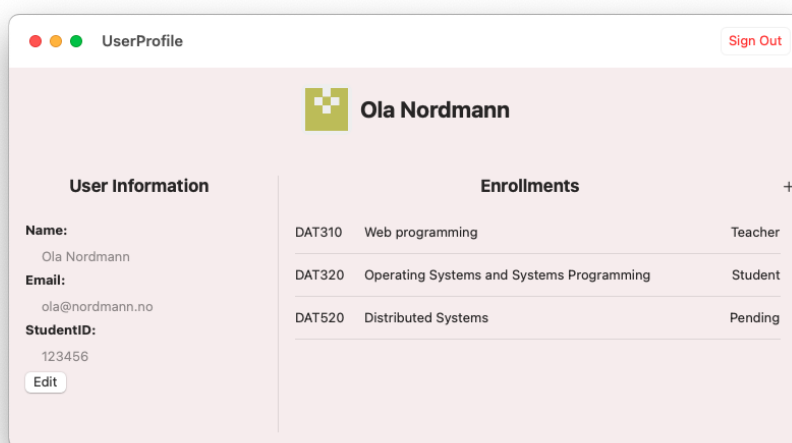 UserProfile
Sign Out
Ola Nordmann
User Information
Name:
Ola Nordmann
Email:
ola@nordmann.no
StudentID:
123456
Edit
Enrollments +
DAT310 Web programming Teacher
DAT320 Operating Systems and Systems Programming Student
DAT520 Distributed Systems Pending